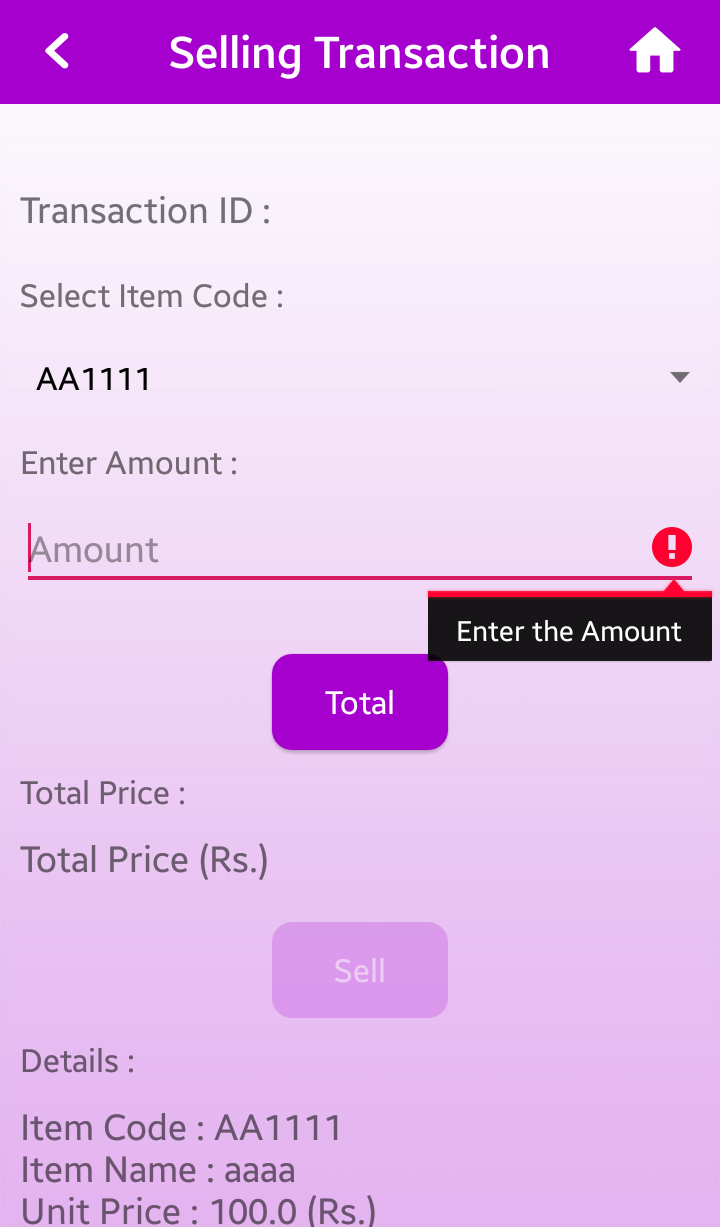 Selling Transaction
Transaction ID :
Select Item Code :
AA1111
Enter Amount :
Amount
Enter the Amount
Total
Total Price :
Total Price (Rs.)
Sell
Details :
Item Code : AA1111
Item Name : aaaa
Unit Price : 100.0 (Rs.)